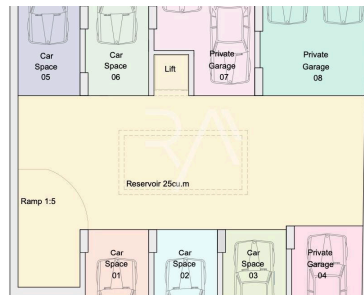 Car
Space
05
Car
Space
06
Lift
Private
Garage
07
Private
Garage
08
Reservoir 25cu.m
Ramp 1:5
Car
Space
01
Car
Space
02
Car
Space
03
Private
Garage
04